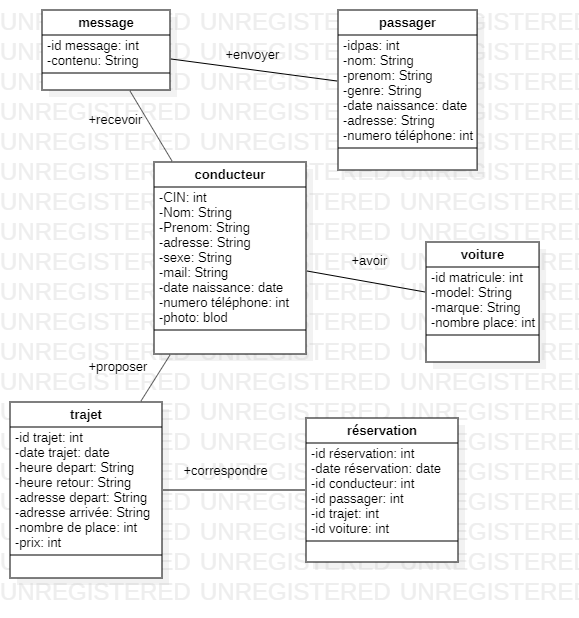 message
-id message: int
-contenu: String
passager
-idpas: int
-nom: String
-prenom: String
-genre: String
-date naissance: date
-adresse: String
-numero téléphone: int
+envoyer
+recevoir
conducteur
-CIN: int
-Nom: String
-Prenom: String
-adresse: String
-sexe: String
-mail: String
-date naissance: date
-numero téléphone: int
-photo: blod
+avoir
voiture
-id matricule: int
-model: String
-marque: String
-nombre place: int
+proposer
trajet
-id trajet: int
-date trajet: date
-heure depart: String
-heure retour: String
-adresse depart: String
-adresse arrivée: String
-nombre de place: int
-prix: int
+correspondre
réservation
-id réservation: int
-date réservation: date
-id conducteur: int
-id passager: int
-id trajet: int
-id voiture: int
UNREGISTERED